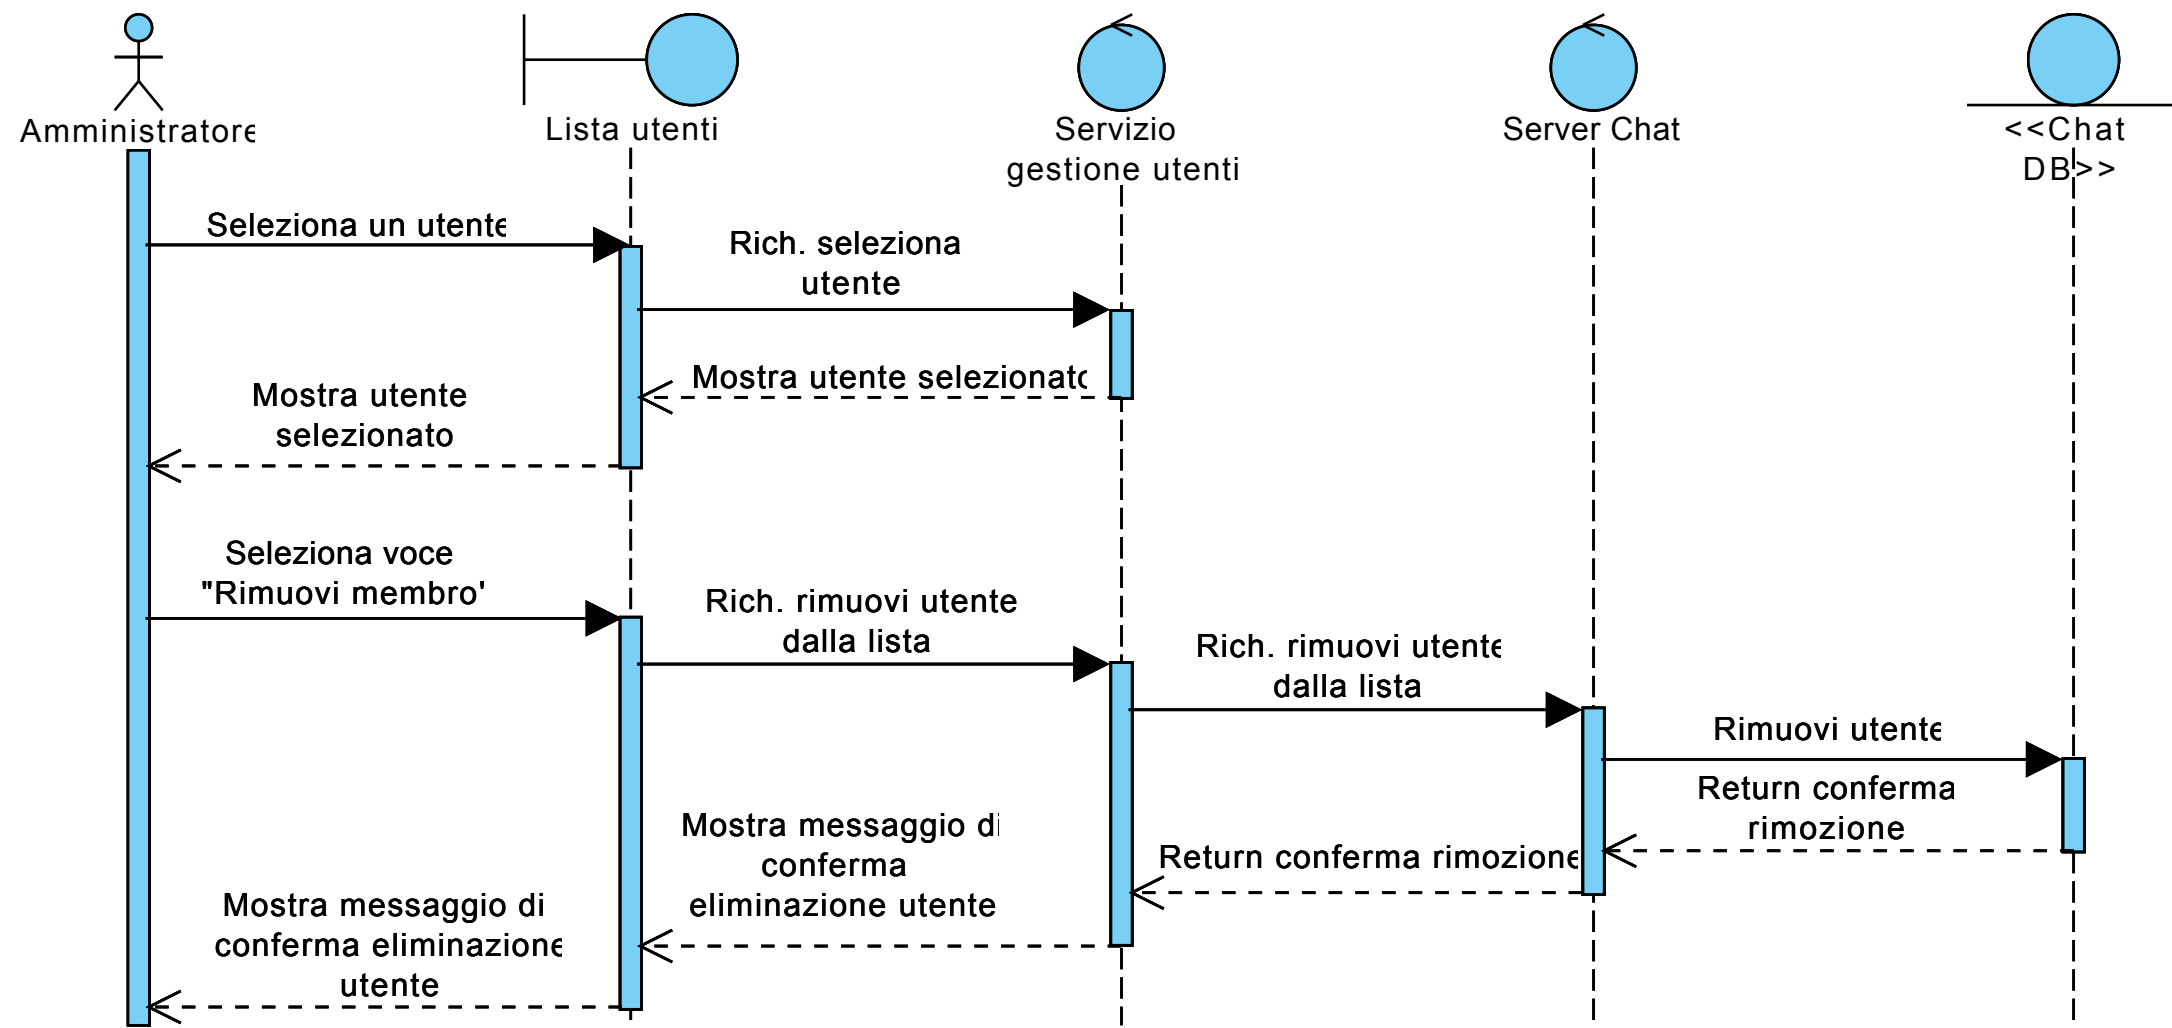 Amministratore
Lista utenti
Servizio
gestione utenti
Server Chat
<<Chat
DB>>
Seleziona un utente
Rich. seleziona
utente
Mostra utente selezionato
Mostra utente
selezionato
Seleziona voce
"Rimuovi membro"
Rich. rimuovi utente
dalla lista
Rich. rimuovi utente
dalla lista
Rimuovi utente
Return conferma
rimozione
Return conferma rimozione
Mostra messaggio di
conferma
eliminazione utente
Mostra messaggio di
conferma eliminazione
utente